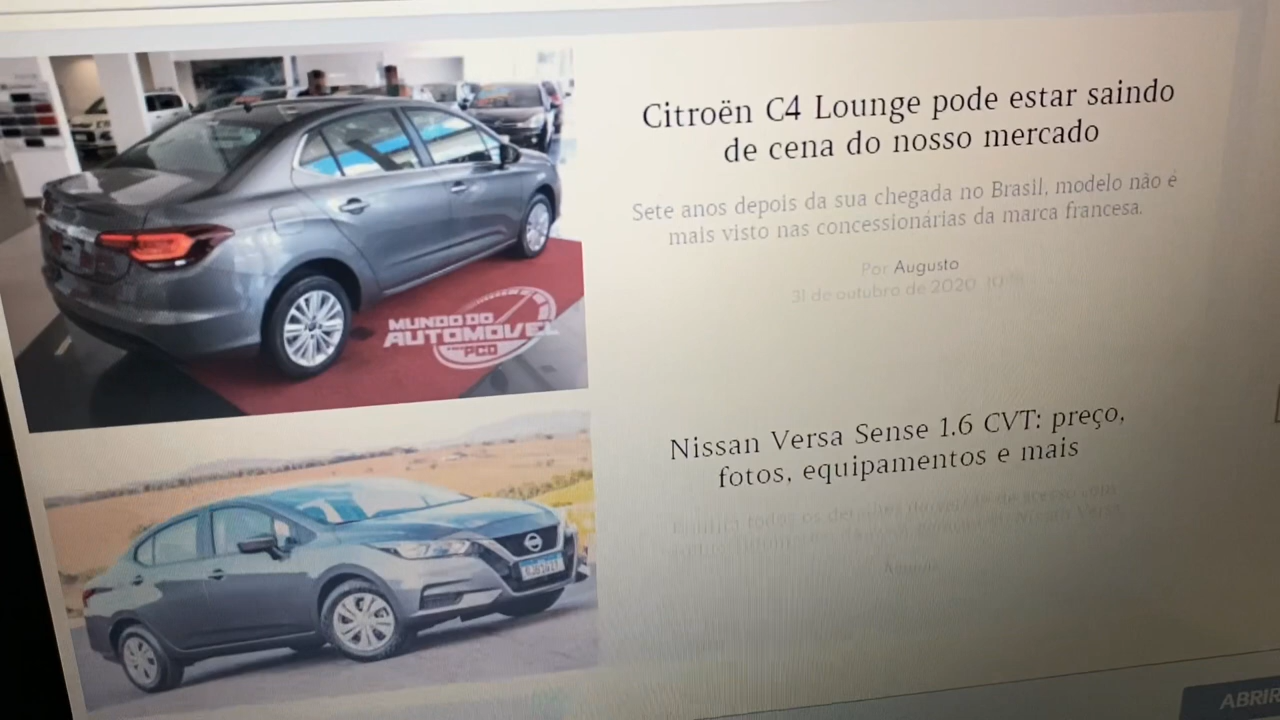 Citroën C4 Lounge pode estar saindo
de cena do nosso mercado
Sete anos depois da sua chegada no Brasil, modelo não é
mais visto nas concessionárias da marca francesa.
Por Augusto
31 de outubro de 2020
MUNDO DO
AUTOMOVEL
PCD
Nissan Versa Sense 1.6 CVT: preço,
fotos, equipamentos e mais
ABRIR